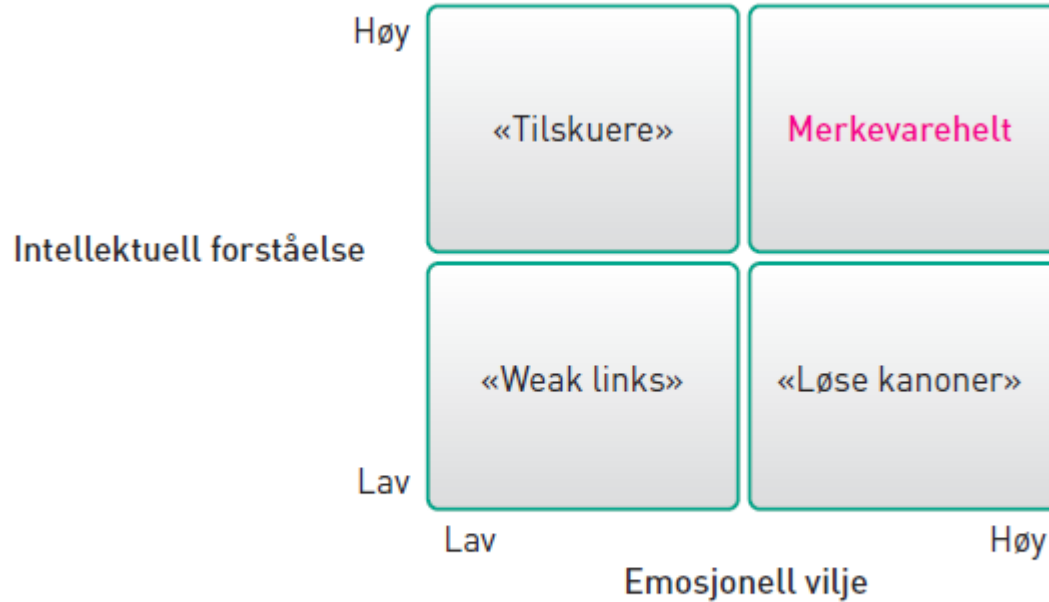 Høy
«Tilskuere»
Merkevarehelt
Intellektuell forståelse
«Weak links»
«Løse kanoner»
Lav
Lav
Høy
Emosjonell vilje